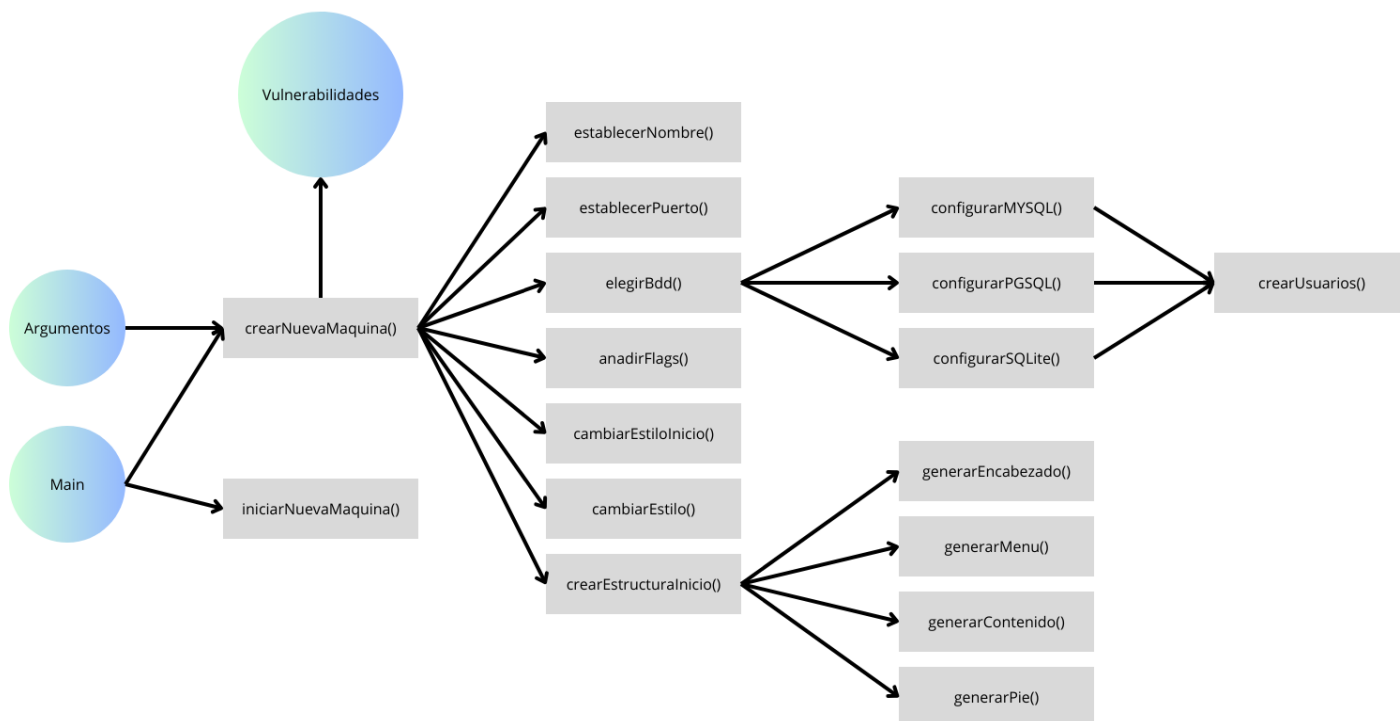 Vulnerabilidades
Argumentos
Main
crearNuevaMaquina()
iniciarNuevaMaquina()
establecerNombre()
establecerPuerto()
elegirBdd()
anadirFlags()
cambiarEstiloInicio()
cambiarEstilo()
crearEstructuraInicio()
configurarMYSQL()
configurarPGSQL()
configurarSQLite()
generarEncabezado()
generarMenu()
generarContenido()
generarPie()
crearUsuarios()